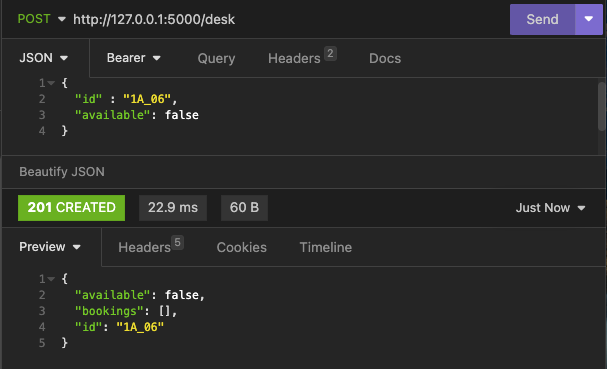 POST http://127.0.0.1:5000/desk Send
JSON Bearer Query Headers 2 Docs
1 {
2 "id" : "1A_06",
3 "available": false
4 }
Beautify JSON
201 CREATED 22.9 ms 60 B Just Now
Preview Headers 5 Cookies Timeline
1 {
2 "available": false,
3 "bookings": [],
4 "id": "1A_06"
5 }